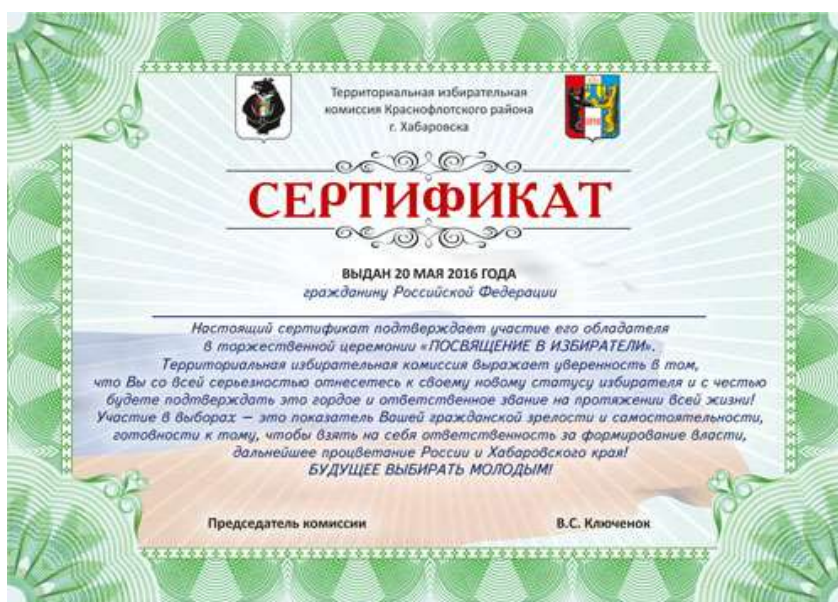 Территориальная избирательная
комиссия Краснофлотского района
г. Хабаровска
СЕРТИФИКАТ
ВЫДАН 20 МАЯ 2016 ГОДА
гражданину Российской Федерации
Настоящий сертификат подтверждает участие его обладателя
в торжественной церемонии «ПОСВЯЩЕНИЕ В ИЗБИРАТЕЛИ».
Территориальная избирательная комиссия выражает уверенность в том,
что Вы со всей серьезностью отнесетесь к своему новому статусу избирателя и с честью
будете подтверждать это гордое и ответственное звание на протяжении всей жизни!
Участие в выборах – это показатель Вашей гражданской зрелости и самостоятельности,
готовности к тому, чтобы взять на себя ответственность за формирование власти,
дальнейшее процветание России и Хабаровского края!
БУДУЩЕЕ ВЫБИРАТЬ МОЛОДЫМ!
Председатель комиссии В.С. Ключенок